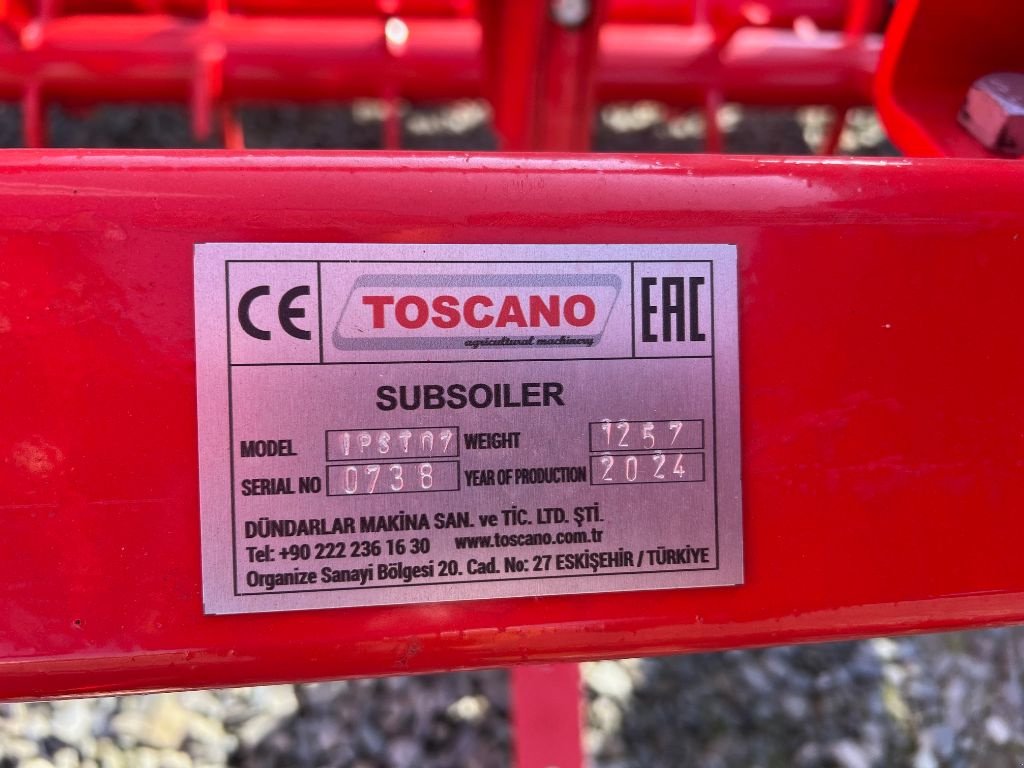 CE TOSCANO EAC
agricultural machinery
SUBSOILER
MODEL WEIGHT 1257
SERIAL NO 0738 YEAR OF PRODUCTION 2024
DÜNDARLAR MAKİNA SAN. ve TİC. LTD. ŞTİ.
Tel: +90 222 236 16 30 www.toscano.com.tr
Organize Sanayi Bölgesi 20. Cad. No: 27 ESKİŞEHİR / TÜRKİYE